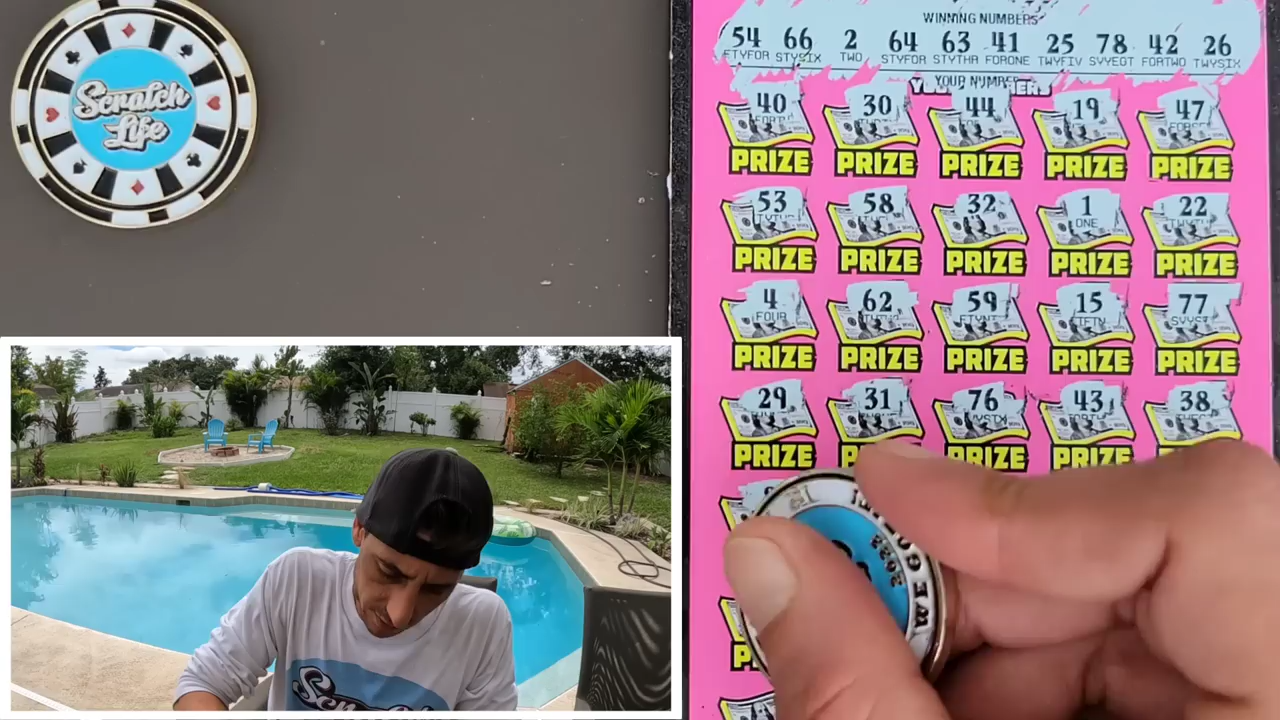 Scratch
Life
WINNING NUMBERS
54 66 2 64 63 41 25 78 42 26
FTYFOR STYSIX TWO STYFOR STYTHR FORONE TWYFIV SVYEGT FORTWO TWYSIX
YOUR NUMBERS
40 30 44 19 47
PRIZE PRIZE PRIZE PRIZE PRIZE
53 58 32 1 22
ONE
PRIZE PRIZE PRIZE PRIZE PRIZE
4 62 59 15 77
FOUR
PRIZE PRIZE PRIZE PRIZE PRIZE
29 31 76 43 38
PRIZE PRIZE PRIZE PRIZE
2022